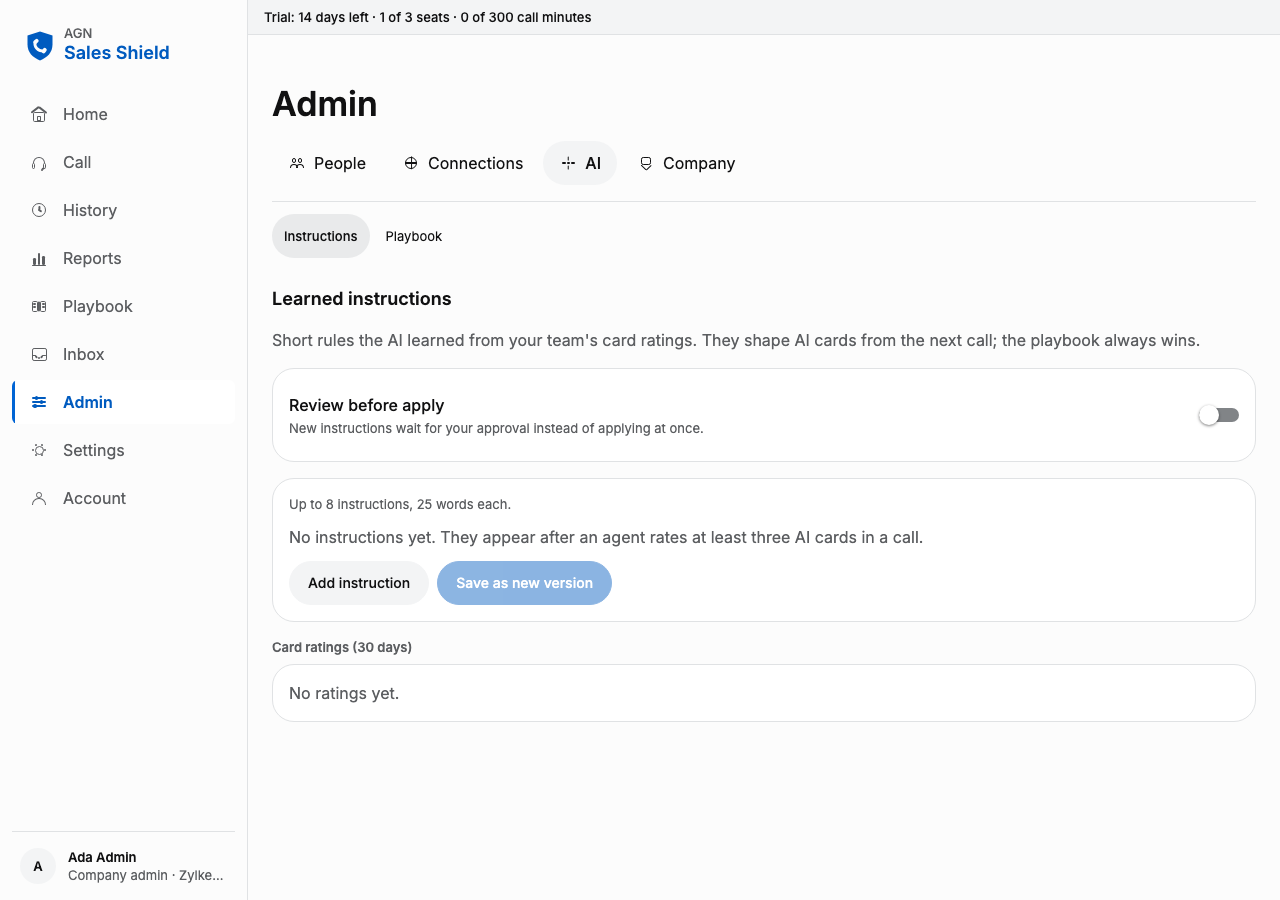 Trial: 14 days left · 1 of 3 seats · 0 of 300 call minutes
AGN
Sales Shield
Home
Call
History
Reports
Playbook
Inbox
Admin
Settings
Account
A
Ada Admin
Company admin · Zylke...
Admin
People
Connections
AI
Company
Instructions
Playbook
Learned instructions
Short rules the AI learned from your team's card ratings. They shape AI cards from the next call; the playbook always wins.
Review before apply
New instructions wait for your approval instead of applying at once.
Up to 8 instructions, 25 words each.
No instructions yet. They appear after an agent rates at least three AI cards in a call.
Add instruction
Save as new version
Card ratings (30 days)
No ratings yet.